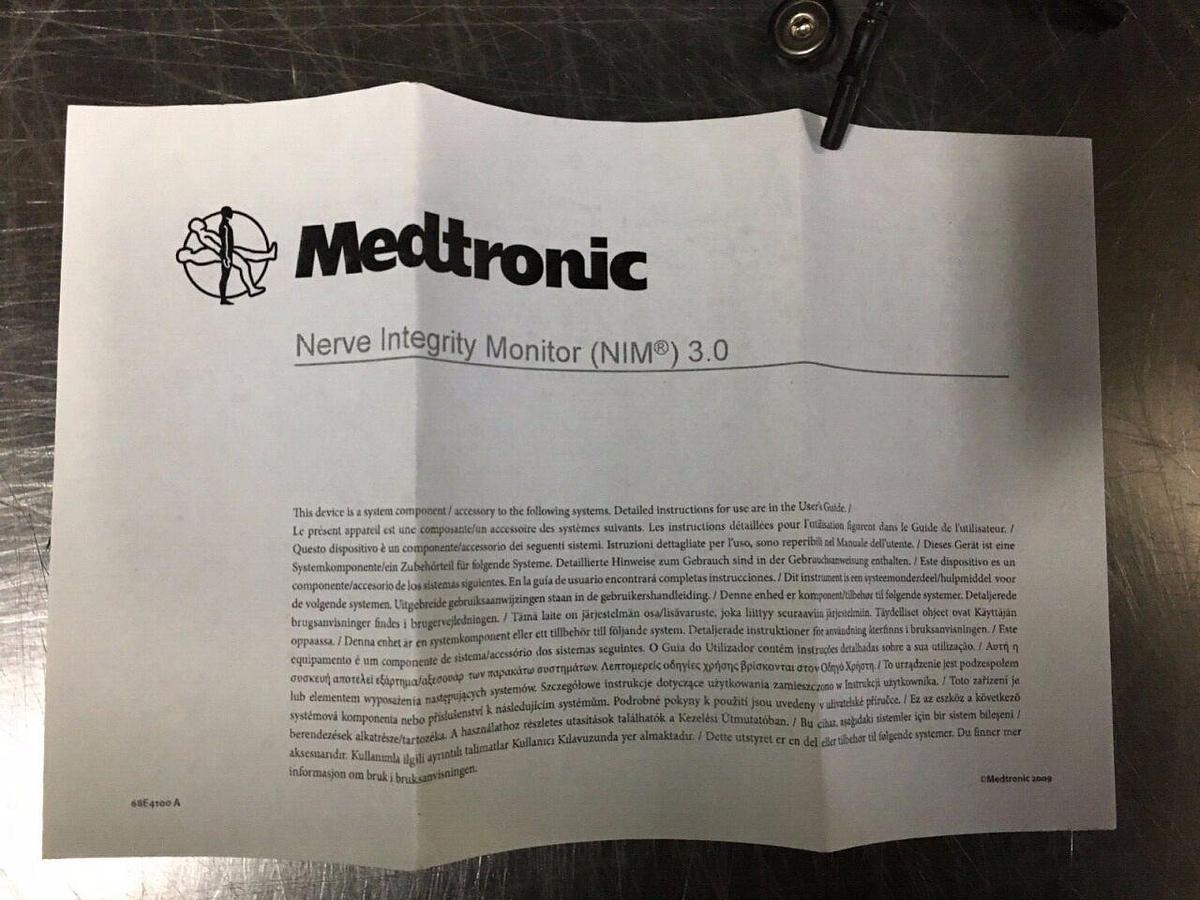 Medtronic
Nerve Integrity Monitor (NIM®) 3.0
This device is a system component / accessory to the following systems. Detailed instructions for use are in the User's Guide. /
Le présent appareil est une composante/un accessoire des systèmes suivants. Les instructions détaillées pour l'utilisation figurent dans le Guide de l'utilisateur. /
Questo dispositivo è un componente/accessorio dei seguenti sistemi. Istruzioni dettagliate per l'uso, sono reperibili nel Manuale dell'utente. / Dieses Gerät ist eine
Systemkomponente/ein Zubehörteil für folgende Systeme. Detaillierte Hinweise zum Gebrauch sind in der Gebrauchsanweisung enthalten. / Este dispositivo es un
componente/accesorio de los sistemas siguientes. En la guía de usuario encontrará completas instrucciones. / Dit instrument is een systeemonderdeel/hulpmiddel voor
de volgende systemen. Uitgebreide gebruiksaanwijzingen staan in de gebruikershandleiding. / Denne enhed er komponent/tilbehør til følgende systemer. Detaljerede
brugsanvisninger findes i brugervejledningen. / Tämä laite on järjestelmän osa/lisävaruste, joka liittyy seuraaviin järjestelmiin. Täydelliset ohjeet ovat Käyttäjän
oppaassa. / Denna enhet är en systemkomponent eller ett tillbehör till följande system. Detaljerade instruktioner för användning återfinns i bruksanvisningen. / Este
equipamento é um componente de sistema/acessório dos sistemas seguintes. O Guia do Utilizador contém instruções detalhadas sobre a sua utilização. / Αυτή η
συσκευή αποτελεί εξάρτημα/αξεσουάρ των παρακάτω συστημάτων. Λεπτομερείς οδηγίες χρήσης βρίσκονται στον Οδηγό Χρήστη. / To urządzenie jest podzespołem
lub elementem wyposażenia następujących systemów. Szczegółowe instrukcje dotyczące użytkowania zamieszczono w Instrukcji użytkownika. / Toto zařízení je
systémová komponenta nebo příslušenství k následujícím systémům. Podrobné pokyny k použití jsou uvedeny v uživatelské příručce. / Ez az eszköz a következő
berendezések alkatrésze/tartozéka. A használathoz részletes utasítások találhatók a Kezelési Útmutatóban. / Bu cihaz, aşağıdaki sistemler için bir sistem bileşeni /
aksesuarıdır. Kullanımla ilgili ayrıntılı talimatlar Kullanıcı Kılavuzunda yer almaktadır. / Dette utstyret er en del eller tilbehør til følgende systemer. Du finner mer
informasjon om bruk i bruksanvisningen.
©Medtronic 2009
68E4100 A